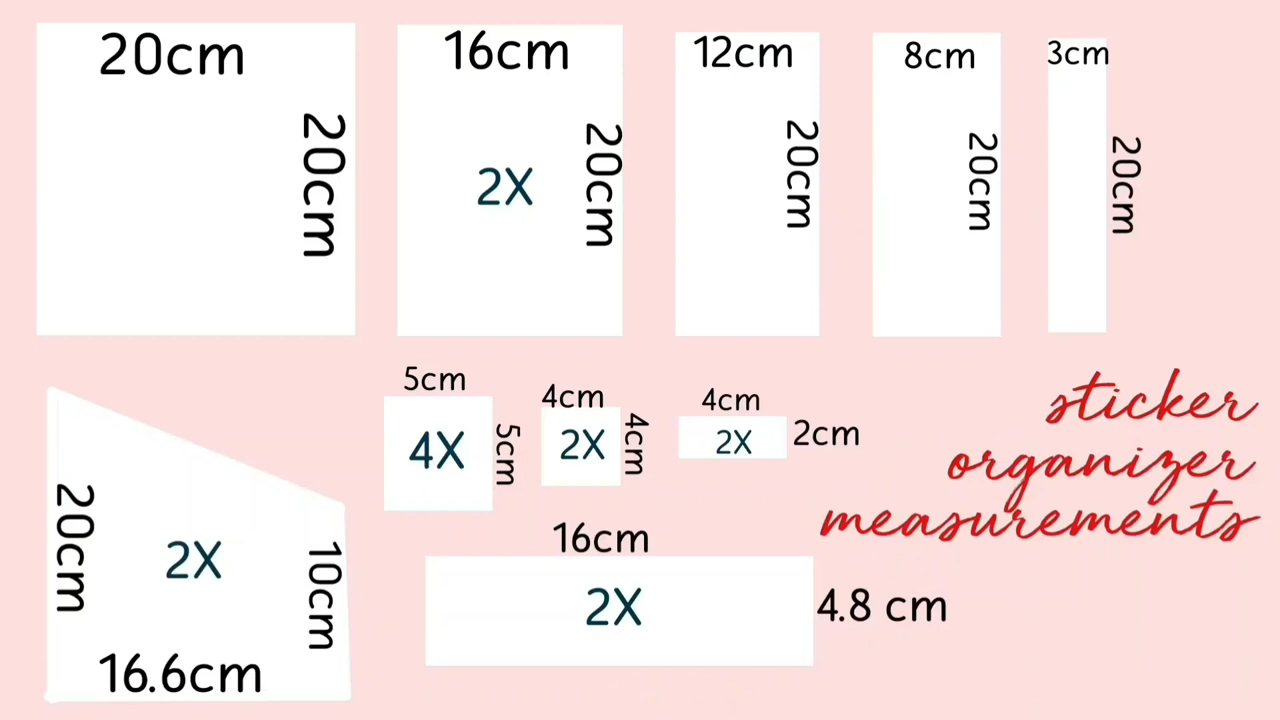 20cm
20cm
16cm
2X
20cm
12cm
20cm
8cm
20cm
3cm
20cm
20cm
2X
10cm
16.6cm
5cm
4X
5cm
4cm
2X
4cm
4cm
2X
2cm
16cm
2X
4.8 cm
sticker
organizer
measurements